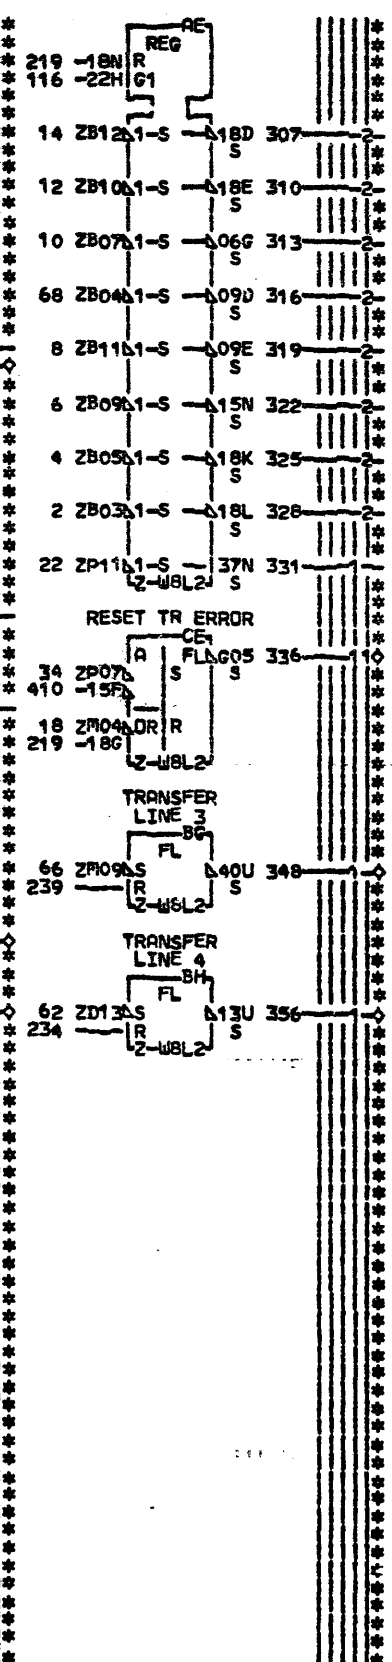 AE
REG
219 -18N R
116 -22H G1
14 ZB12 1-S 18D 307 2
S
12 ZB10 1-S 18E 310 2
S
10 ZB07 1-S 06G 313 2
S
68 ZB04 1-S 09D 316 2
S
8 ZB11 1-S 09E 319 2
S
6 ZB09 1-S 15N 322 2
S
4 ZB05 1-S 18K 325 2
S
2 ZB03 1-S 18L 328 2
S
22 ZP11 1-S 37N 331 1
Z-W8L2 S
RESET TR ERROR
CE
A FL G05 336 11
34 ZP07 S S
410 -15F
18 ZM04 OR R
219 -18G
Z-W8L2
TRANSFER
LINE 3
BG
FL
66 ZM09 S 40U 348 1
239 R S
Z-W8L2
TRANSFER
LINE 4
BH
FL
62 ZD13 S 13U 356 1
234 R S
Z-W8L2